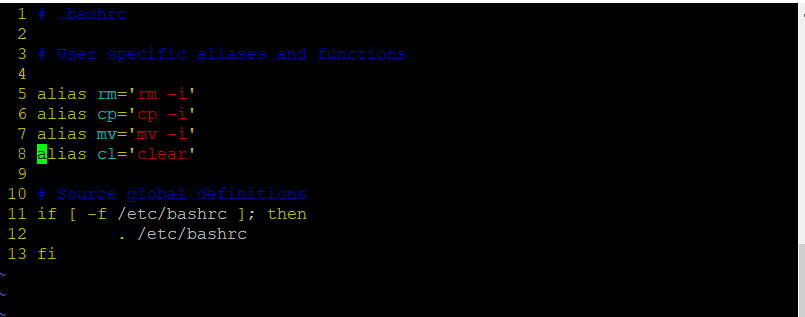 1 # .bashrc
2
3 # User specific aliases and functions
4
5 alias rm='rm -i'
6 alias cp='cp -i'
7 alias mv='mv -i'
8 alias cl='clear'
9
10 # Source global definitions
11 if [ -f /etc/bashrc ]; then
12         . /etc/bashrc
13 fi
~
~
~